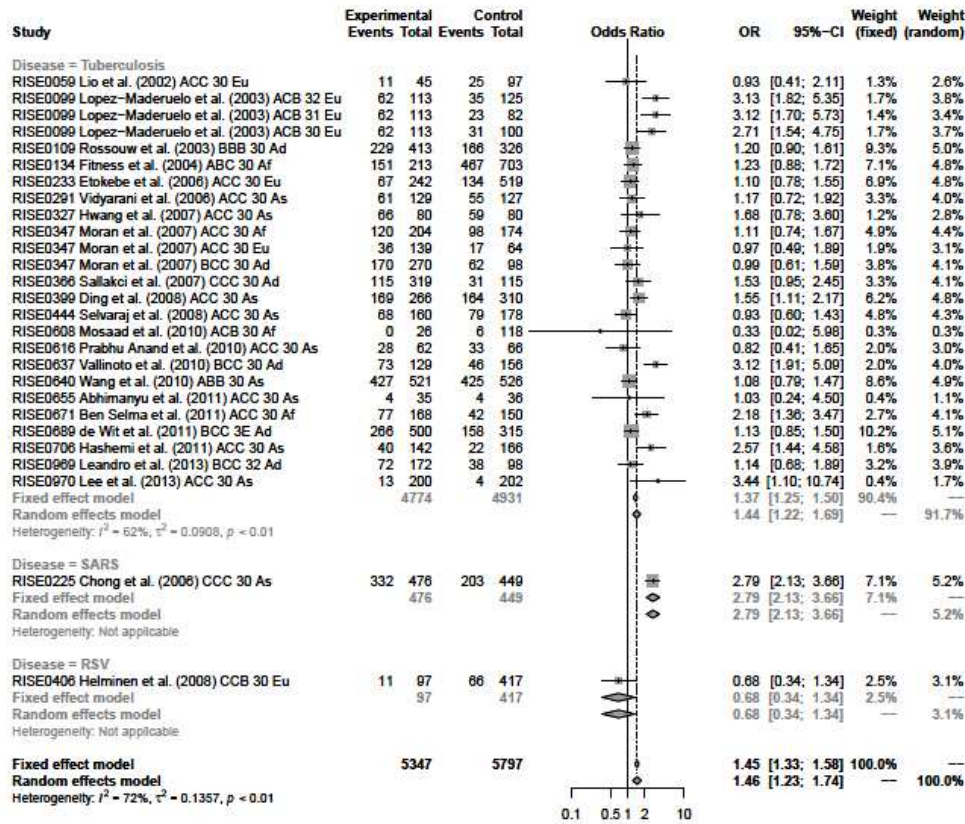 Experimental Control Weight Weight
Study Events Total Events Total Odds Ratio OR 95%-CI (fixed) (random)
Disease = Tuberculosis
RISE0059 Lio et al. (2002) ACC 30 Eu 11 45 25 97 0.93 [0.41; 2.11] 1.3% 2.6%
RISE0099 Lopez-Maderuelo et al. (2003) ACB 32 Eu 62 113 35 125 3.13 [1.82; 5.35] 1.7% 3.8%
RISE0099 Lopez-Maderuelo et al. (2003) ACB 31 Eu 62 113 23 82 3.12 [1.70; 5.73] 1.4% 3.4%
RISE0099 Lopez-Maderuelo et al. (2003) ACB 30 Eu 62 113 31 100 2.71 [1.54; 4.75] 1.7% 3.7%
RISE0109 Rossouw et al. (2003) BBB 30 Ad 229 413 166 326 1.20 [0.90; 1.61] 9.3% 5.0%
RISE0134 Fitness et al. (2004) ABC 30 Af 151 213 467 703 1.23 [0.88; 1.72] 7.1% 4.8%
RISE0233 Etokebe et al. (2006) ACC 30 Eu 67 242 134 519 1.10 [0.78; 1.55] 6.9% 4.8%
RISE0291 Vidyarani et al. (2006) ACC 30 As 61 129 55 127 1.17 [0.72; 1.92] 3.6% 4.0%
RISE0327 Hwang et al. (2007) ACC 30 As 66 80 59 80 1.68 [0.78; 3.60] 1.2% 2.8%
RISE0347 Moran et al. (2007) ACC 30 Af 120 204 98 174 1.11 [0.74; 1.67] 4.9% 4.4%
RISE0347 Moran et al. (2007) ACC 30 Eu 36 139 17 64 0.97 [0.49; 1.89] 1.9% 3.1%
RISE0347 Moran et al. (2007) BCC 30 Ad 170 270 62 98 0.99 [0.61; 1.59] 3.8% 4.1%
RISE0366 Sallakci et al. (2007) CCC 30 Ad 115 319 31 115 1.53 [0.95; 2.45] 3.2% 4.1%
RISE0399 Ding et al. (2008) ACC 30 As 169 266 164 310 1.55 [1.11; 2.17] 6.2% 4.8%
RISE0444 Selvaraj et al. (2008) ACC 30 As 68 160 79 178 0.93 [0.60; 1.43] 4.8% 4.3%
RISE0608 Mosaad et al. (2010) ACB 30 Af 0 26 6 118 0.33 [0.02; 5.98] 0.3% 0.3%
RISE0616 Prabhu Anand et al. (2010) ACC 30 As 28 62 33 66 0.82 [0.41; 1.65] 2.0% 3.0%
RISE0637 Vallinoto et al. (2010) BCC 30 Ad 73 129 46 156 3.12 [1.91; 5.09] 2.0% 4.0%
RISE0640 Wang et al. (2010) ABB 30 As 427 521 425 526 1.08 [0.79; 1.47] 8.6% 4.9%
RISE0655 Abhimanyu et al. (2011) ACC 30 As 4 35 4 36 1.03 [0.24; 4.50] 0.4% 1.1%
RISE0671 Ben Selma et al. (2011) ACC 30 Af 77 168 42 150 2.18 [1.36; 3.47] 2.7% 4.1%
RISE0689 de Wit et al. (2011) BCC 3E Ad 266 500 158 315 1.13 [0.85; 1.50] 10.2% 5.1%
RISE0706 Hashemi et al. (2011) ACC 30 As 40 142 22 166 2.57 [1.44; 4.58] 1.7% 3.6%
RISE0969 Leandro et al. (2013) BCC 32 Ad 72 172 38 98 1.14 [0.68; 1.89] 3.2% 3.9%
RISE0970 Lee et al. (2013) ACC 30 As 13 200 4 202 3.44 [1.10; 10.74] 0.4% 1.7%
Fixed effect model 4774 4931 1.37 [1.25; 1.50] 90.4% --
Random effects model 1.44 [1.22; 1.69] -- 91.7%
Heterogeneity: I² = 62%, τ² = 0.0908, p < 0.01
Disease = SARS
RISE0225 Chong et al. (2006) CCC 30 As 332 476 203 449 2.79 [2.13; 3.66] 7.1% 5.2%
Fixed effect model 476 449 2.79 [2.13; 3.66] 7.1% --
Random effects model 2.79 [2.13; 3.66] -- 5.2%
Heterogeneity: Not applicable
Disease = RSV
RISE0406 Helminen et al. (2008) CCB 30 Eu 11 97 66 417 0.68 [0.34; 1.34] 2.5% 3.1%
Fixed effect model 97 417 0.68 [0.34; 1.34] 2.5% --
Random effects model 0.68 [0.34; 1.34] -- 3.1%
Heterogeneity: Not applicable
Fixed effect model 5347 5797 1.45 [1.33; 1.58] 100.0% --
Random effects model 1.46 [1.23; 1.74] -- 100.0%
Heterogeneity: I² = 72%, τ² = 0.1357, p < 0.01
0.1 0.5 1 2 10